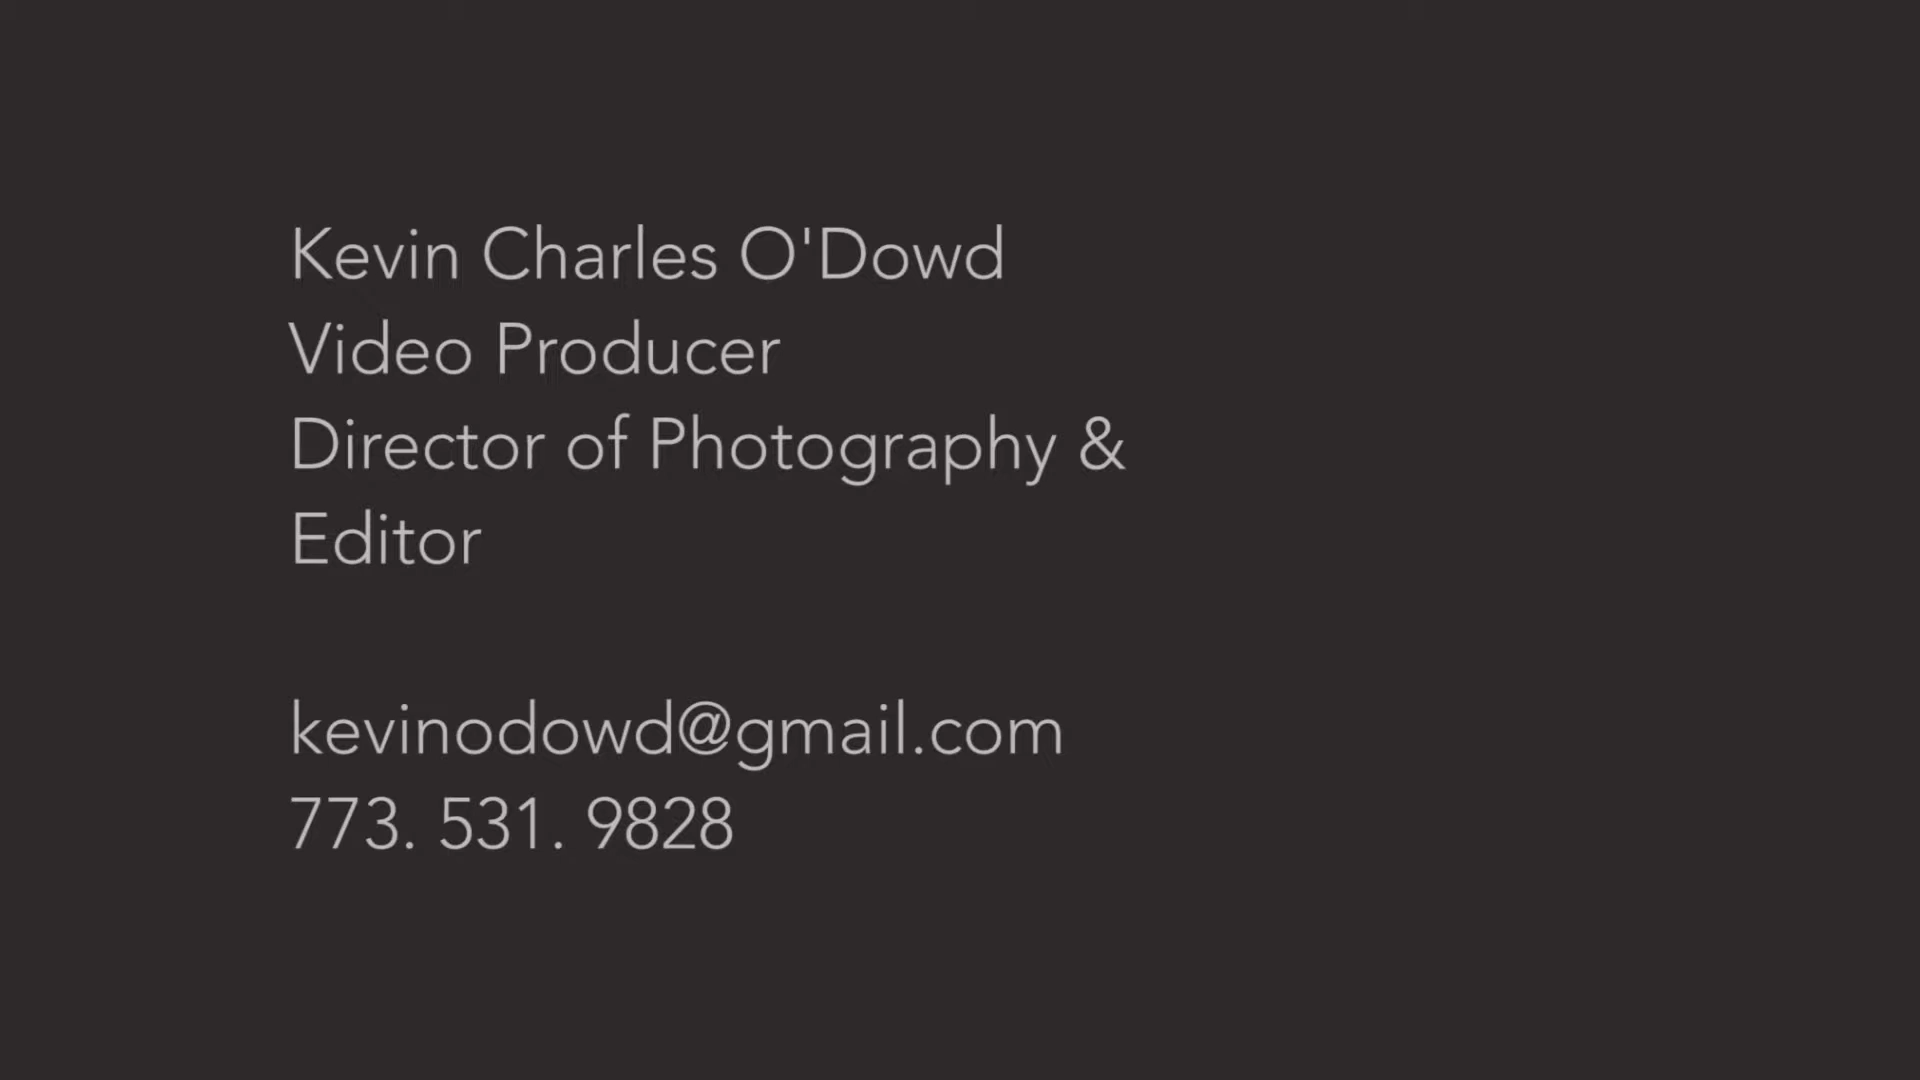 Kevin Charles O'Dowd
Video Producer
Director of Photography &
Editor
kevinodowd@gmail.com
773. 531. 9828